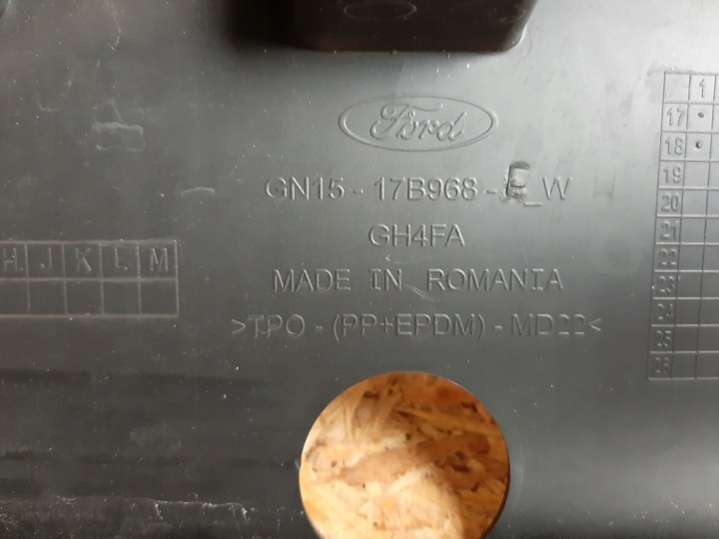 Ford
GN15 - 17B968 - E_W
GH4FA
MADE IN ROMANIA
>TPO - (PP+EPDM) - MD22<
H J K L M
1
17
18
19
20
21
22
23
24
25
26